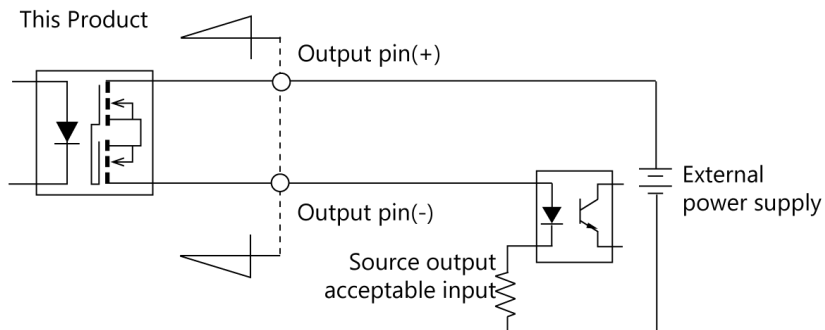 This Product
Output pin(+)
Output pin(-)
External
power supply
Source output
acceptable input